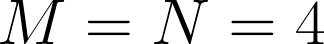 M = N = 4